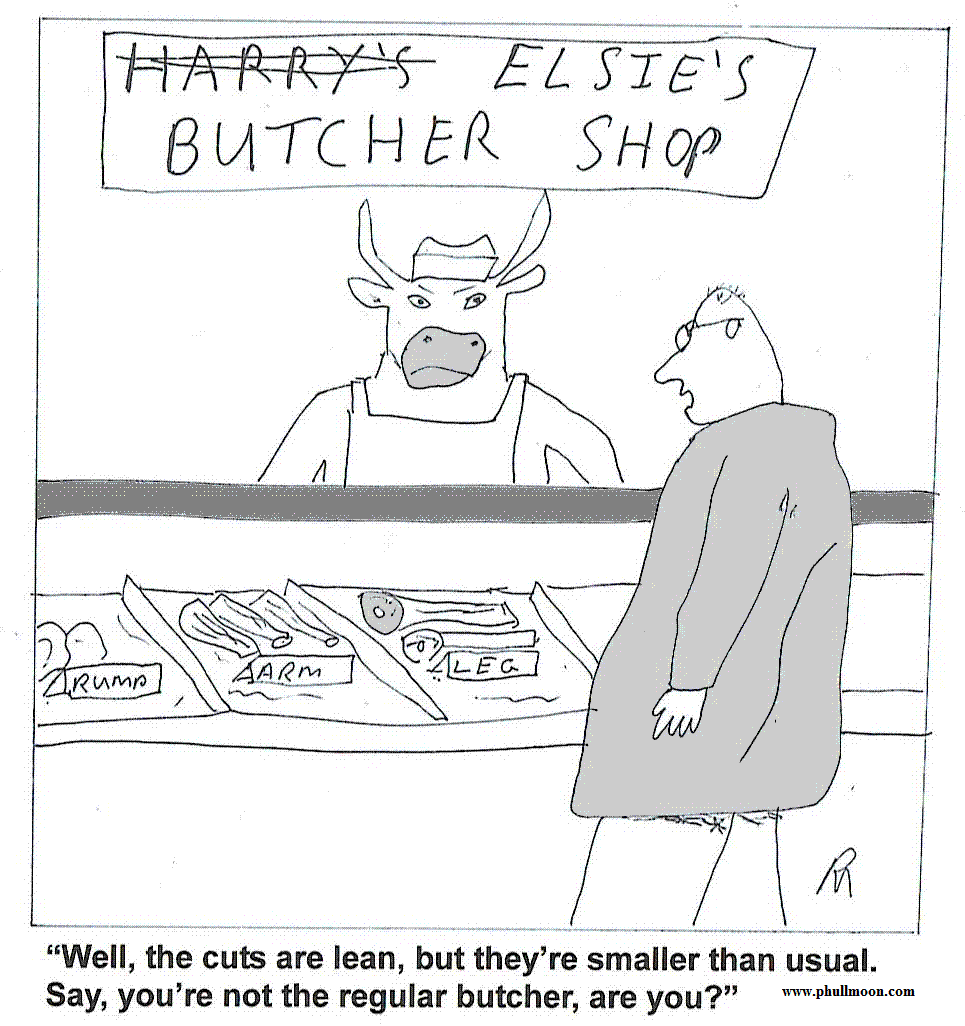 HARRY'S ELSIE'S
BUTCHER SHOP
RUMP
ARM
LEG
RM
“Well, the cuts are lean, but they’re smaller than usual.
Say, you’re not the regular butcher, are you?”
www.phullmoon.com